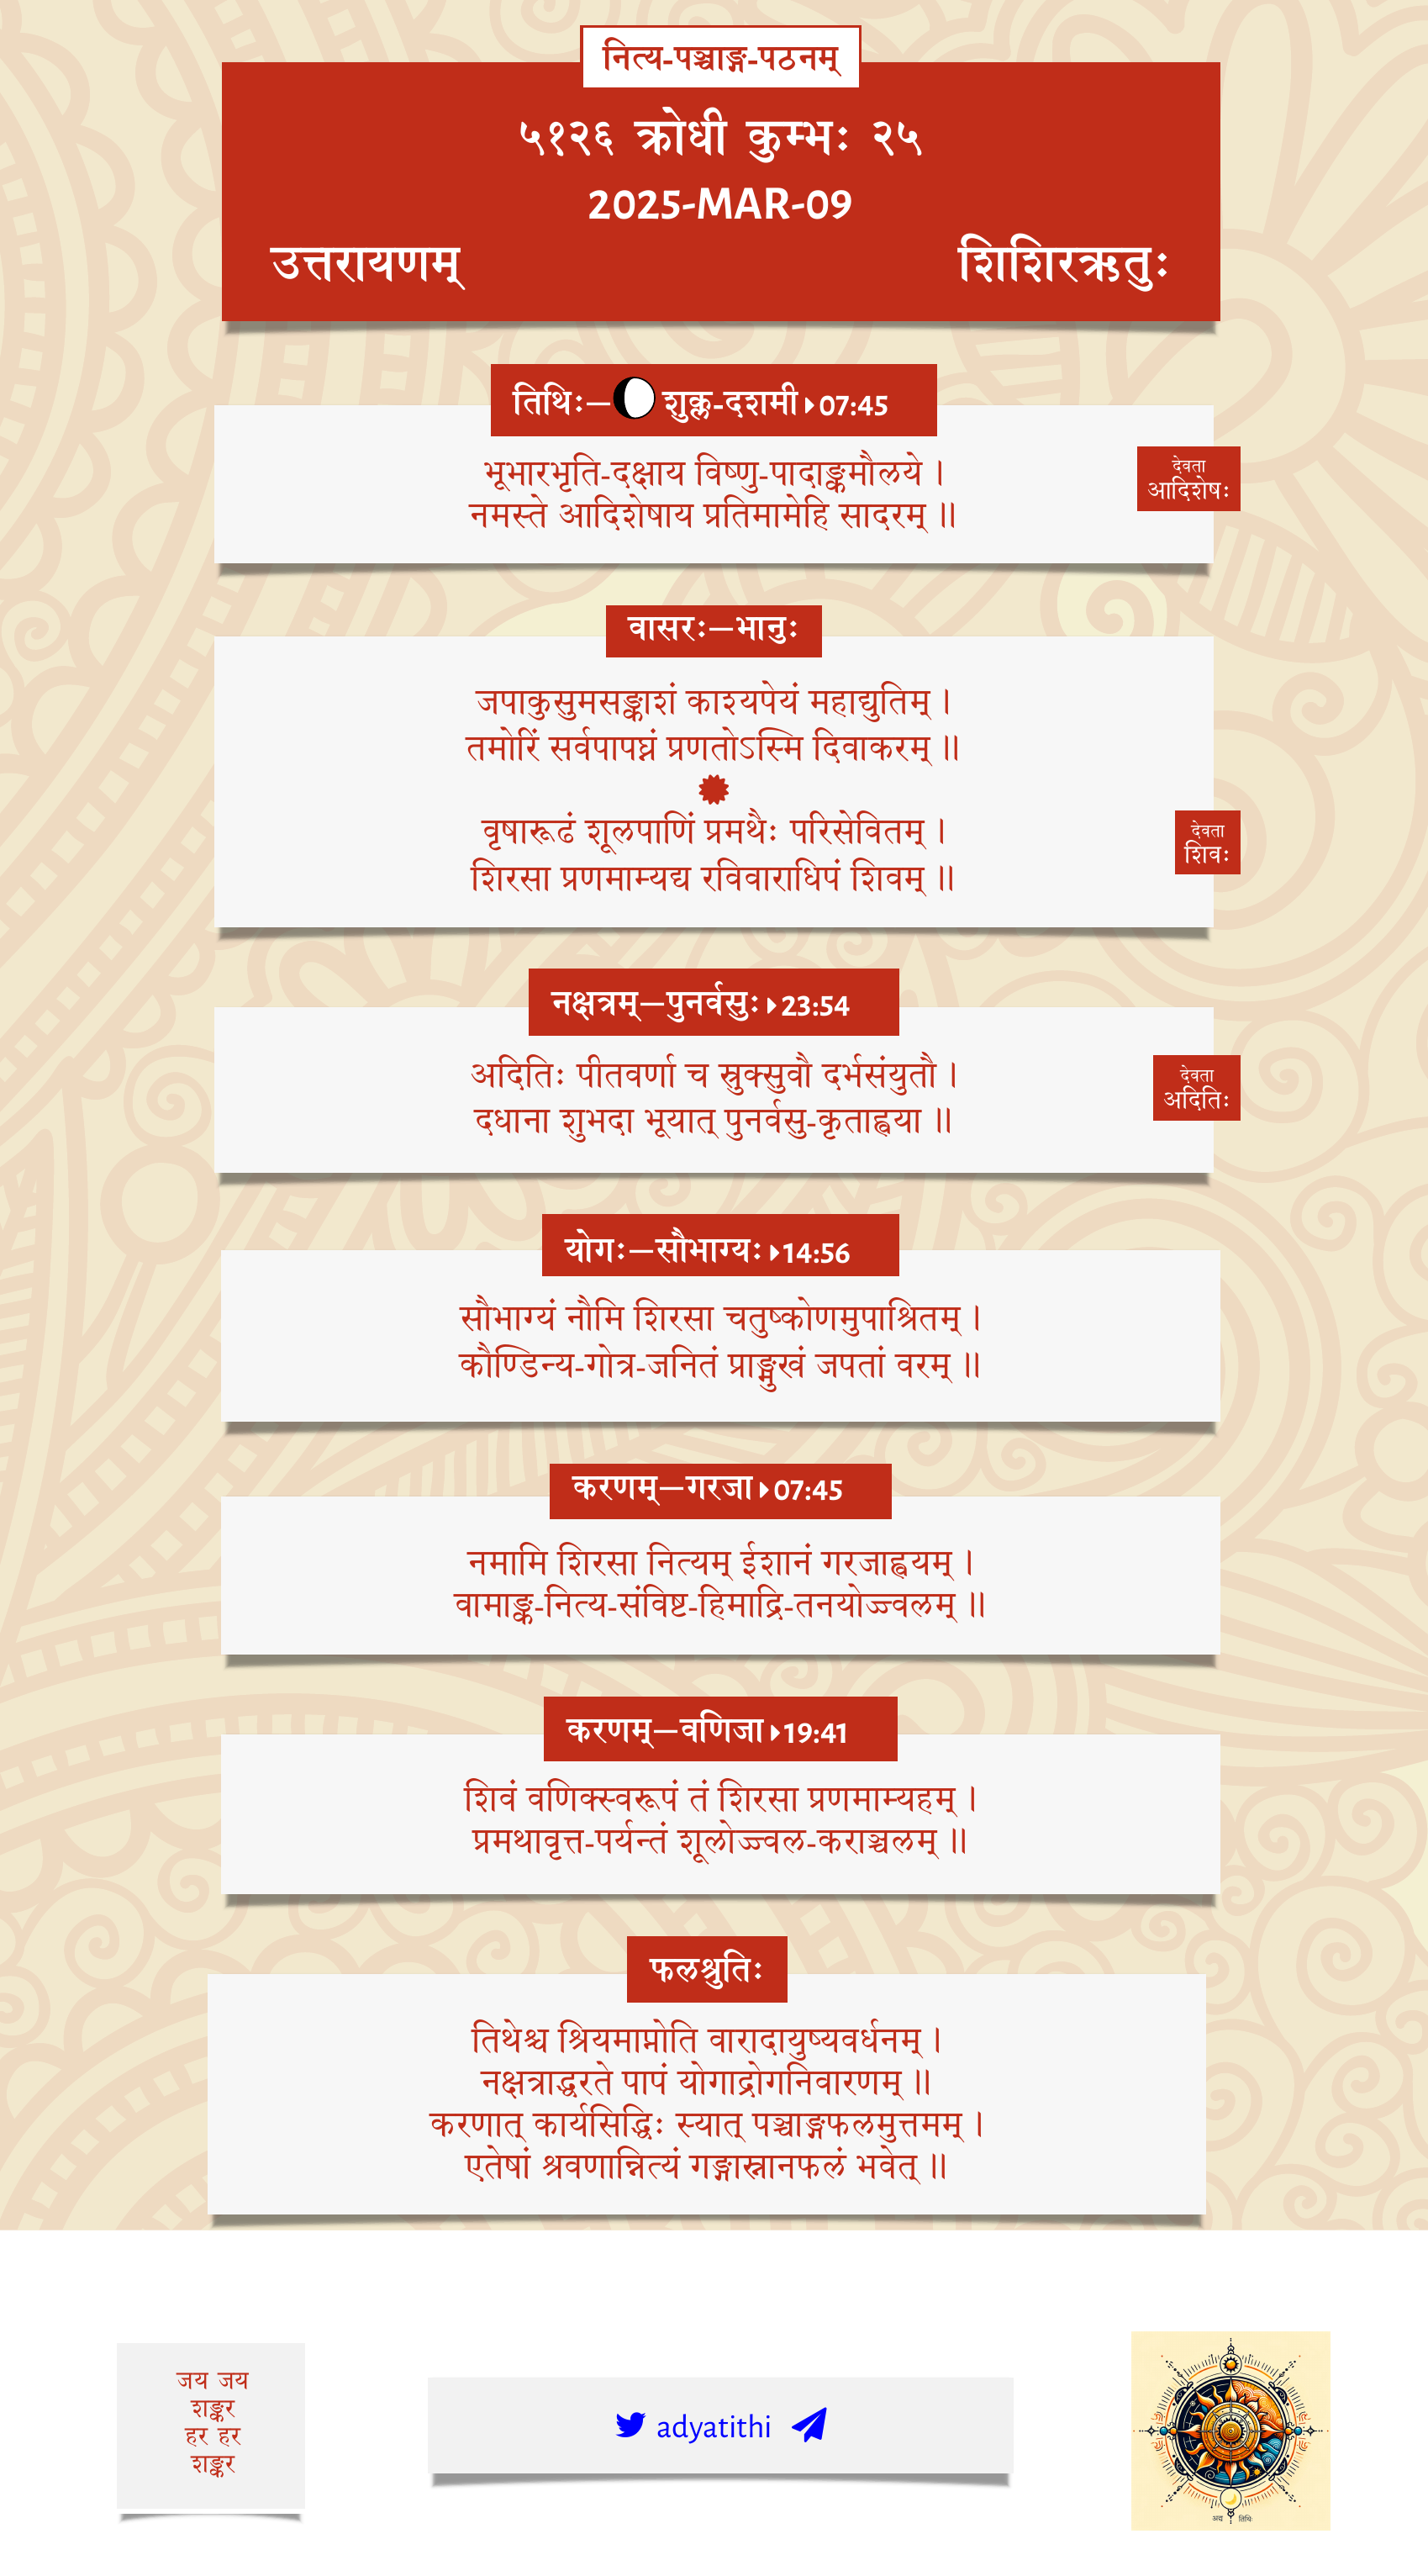 नित्य-पञ्चाङ्ग-पठनम्
५१२६ क्रोधी कुम्भः २५
2025-MAR-09
उत्तरायणम् शिशिरऋतुः
तिथिः—शुक्ल-दशमी 07:45
भूभारभृति-दक्षाय विष्णु-पादाङ्कमौलये ।
नमस्ते आदिशेषाय प्रतिमामेहि सादरम् ॥
देवता
आदिशेषः
वासरः—भानुः
जपाकुसुमसङ्काशं काश्यपेयं महाद्युतिम् ।
तमोरिं सर्वपापघ्नं प्रणतोऽस्मि दिवाकरम् ॥
वृषारूढं शूलपाणिं प्रमथैः परिसेवितम् ।
शिरसा प्रणमाम्यद्य रविवाराधिपं शिवम् ॥
देवता
शिवः
नक्षत्रम्—पुनर्वसुः 23:54
अदितिः पीतवर्णा च स्रुक्स्रुवौ दर्भसंयुतौ ।
दधाना शुभदा भूयात् पुनर्वसु-कृताह्वया ॥
देवता
अदितिः
योगः—सौभाग्यः 14:56
सौभाग्यं नौमि शिरसा चतुष्कोणमुपाश्रितम् ।
कौण्डिन्य-गोत्र-जनितं प्राङ्मुखं जपतां वरम् ॥
करणम्—गरजा 07:45
नमामि शिरसा नित्यम् ईशानं गरजाह्वयम् ।
वामाङ्क-नित्य-संविष्ट-हिमाद्रि-तनयोज्ज्वलम् ॥
करणम्—वणिजा 19:41
शिवं वणिक्स्वरूपं तं शिरसा प्रणमाम्यहम् ।
प्रमथावृत्त-पर्यन्तं शूलोज्ज्वल-कराञ्चलम् ॥
फलश्रुतिः
तिथेश्च श्रियमाप्नोति वारादायुष्यवर्धनम् ।
नक्षत्राद्धरते पापं योगाद्रोगनिवारणम् ॥
करणात् कार्यसिद्धिः स्यात् पञ्चाङ्गफलमुत्तमम् ।
एतेषां श्रवणान्नित्यं गङ्गास्नानफलं भवेत् ॥
जय जय
शङ्कर
हर हर
शङ्कर
adyatithi
अद्य तिथिः